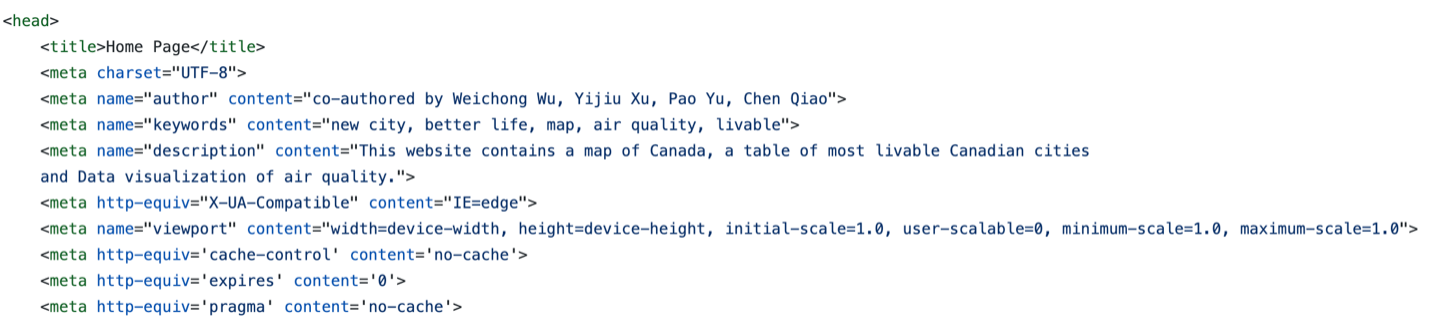 <head>
<title>Home Page</title>
<meta charset="UTF-8">
<meta name="author" content="co-authored by Weichong Wu, Yijiu Xu, Pao Yu, Chen Qiao">
<meta name="keywords" content="new city, better life, map, air quality, livable">
<meta name="description" content="This website contains a map of Canada, a table of most livable Canadian cities
and Data visualization of air quality.">
<meta http-equiv="X-UA-Compatible" content="IE=edge">
<meta name="viewport" content="width=device-width, height=device-height, initial-scale=1.0, user-scalable=0, minimum-scale=1.0, maximum-scale=1.0">
<meta http-equiv='cache-control' content='no-cache'>
<meta http-equiv='expires' content='0'>
<meta http-equiv='pragma' content='no-cache'>